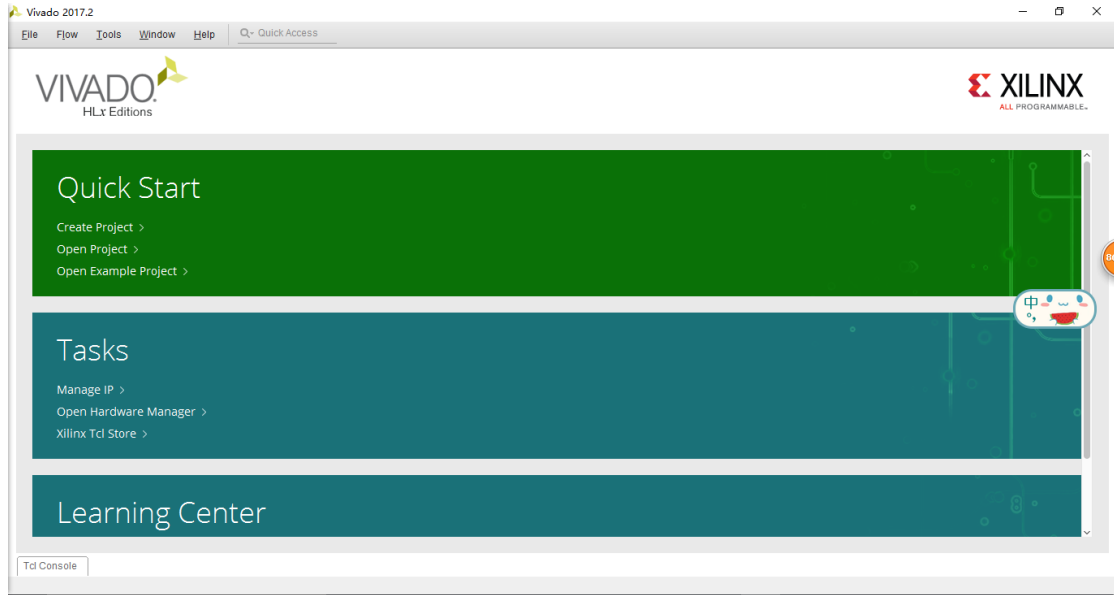 Vivado 2017.2
File Flow Tools Window Help Quick Access
VIVADO.
HLx Editions
XILINX
ALL PROGRAMMABLE.
Quick Start
Create Project >
Open Project >
Open Example Project >
中
Tasks
Manage IP >
Open Hardware Manager >
Xilinx Tcl Store >
Learning Center
Tcl Console